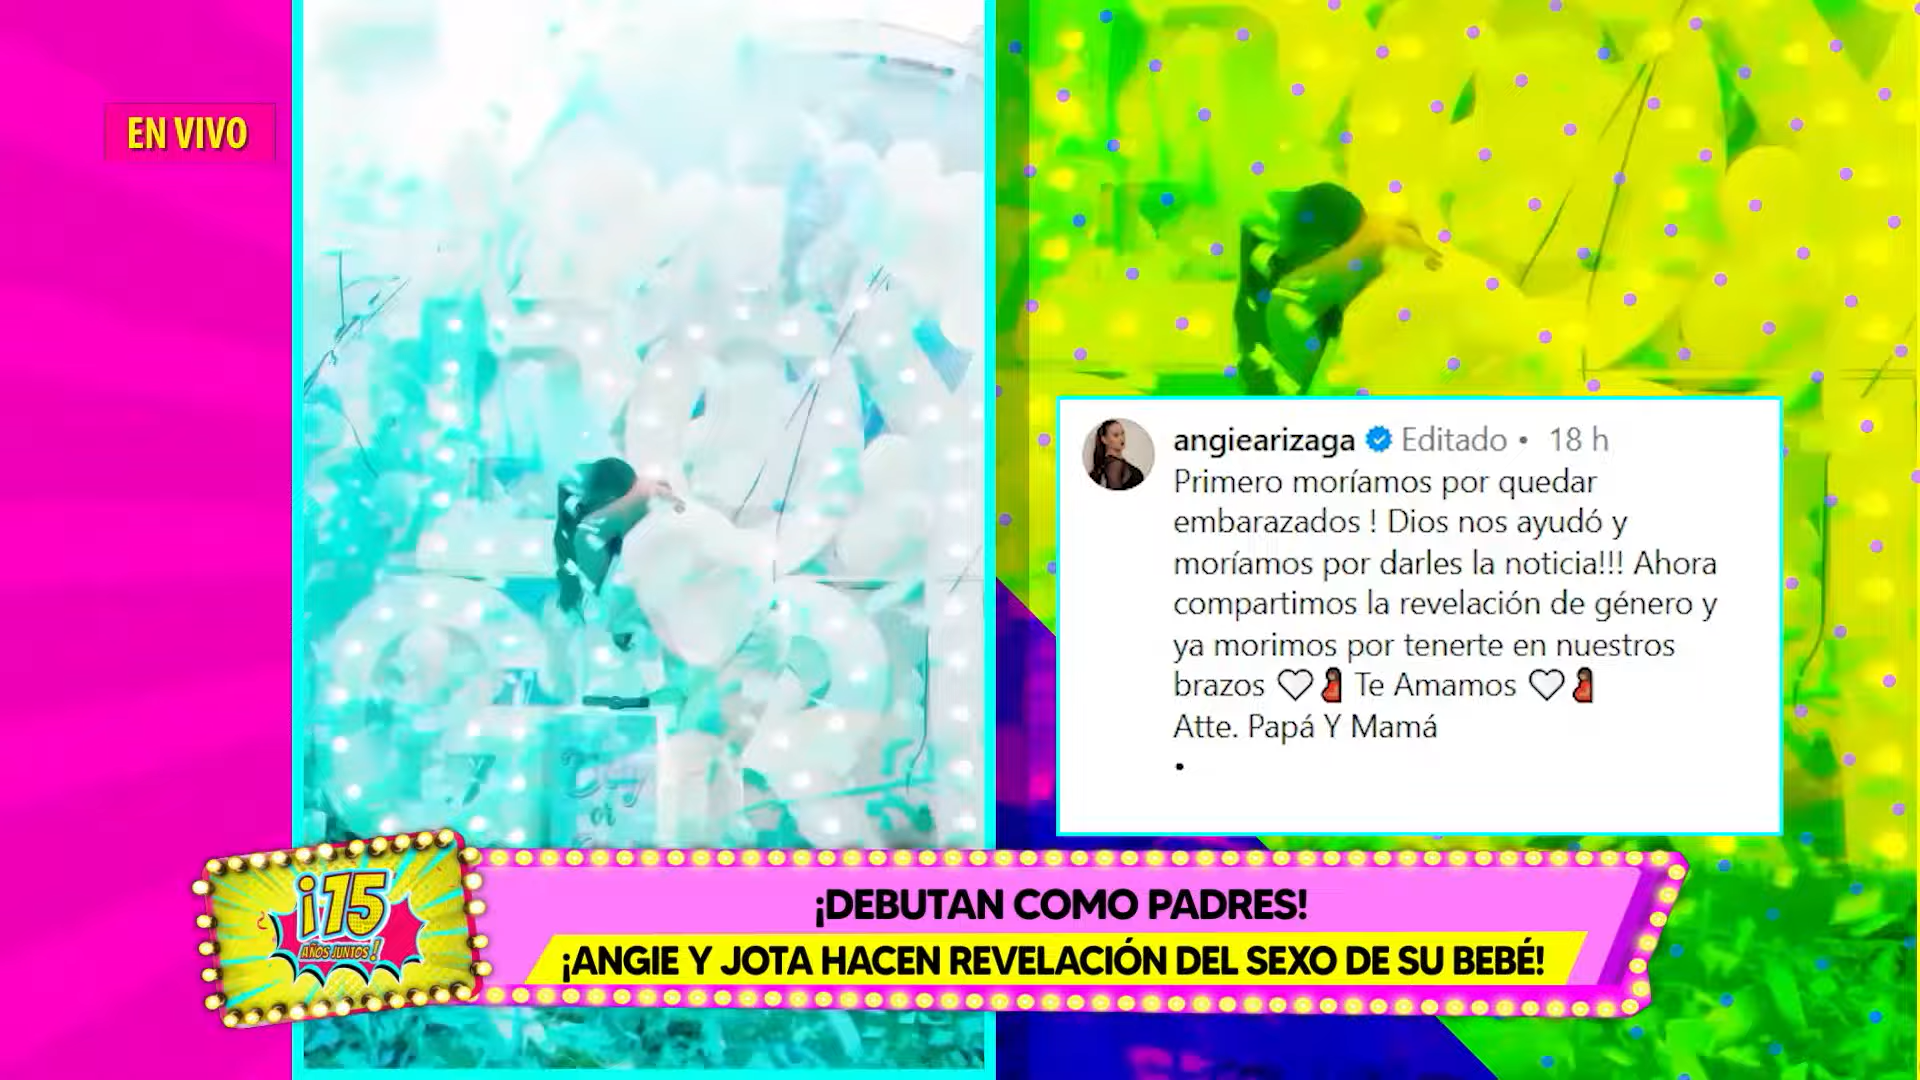 EN VIVO
angiearizaga Editado • 18 h
Primero moríamos por quedar
embarazados ! Dios nos ayudó y
moríamos por darles la noticia!!! Ahora
compartimos la revelación de género y
ya morimos por tenerte en nuestros
brazos 🤍🤰 Te Amamos 🤍🤰
Atte. Papá Y Mamá
•
Boy
or
¡15
AÑOS JUNTOS!
¡DEBUTAN COMO PADRES!
¡ANGIE Y JOTA HACEN REVELACIÓN DEL SEXO DE SU BEBÉ!